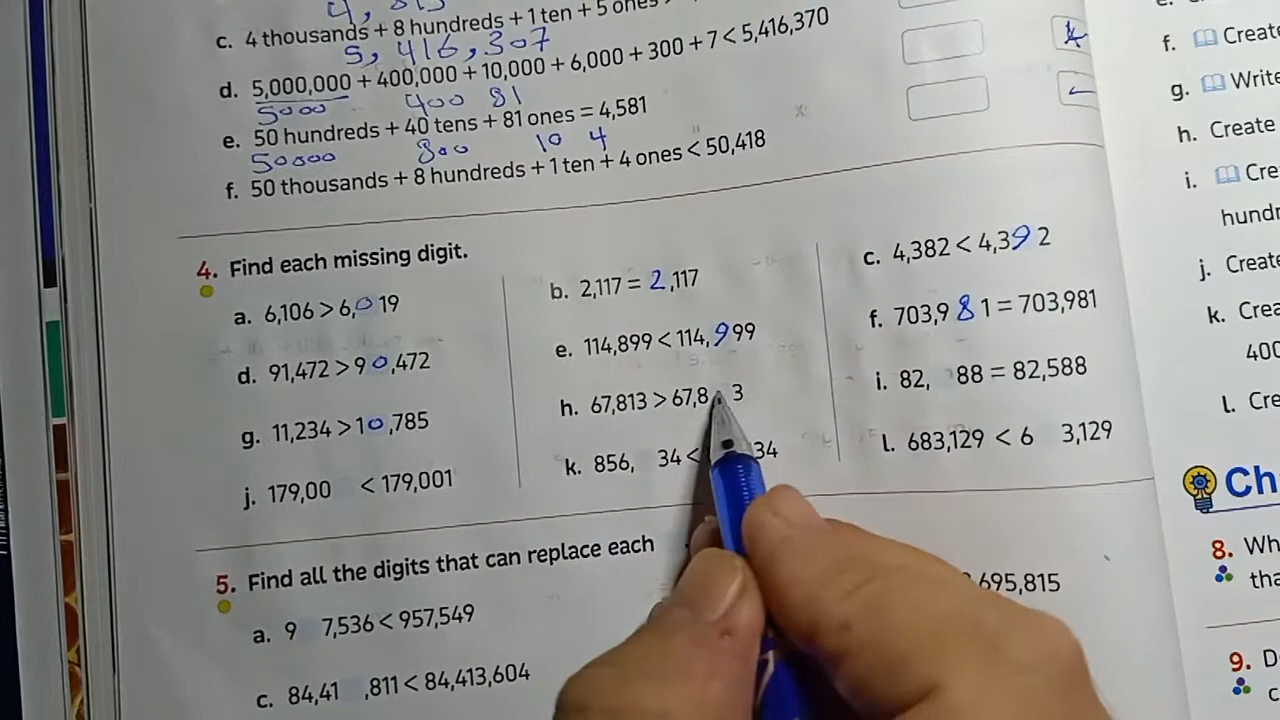 c. 4 thousands + 8 hundreds + 1 ten + 5 ones
5, 416, 307
d. 5,000,000 + 400,000 + 10,000 + 6,000 + 300 + 7 < 5,416,370
5000 400 81
e. 50 hundreds + 40 tens + 81 ones = 4,581
50000 800 10 4
f. 50 thousands + 8 hundreds + 1 ten + 4 ones < 50,418
4. Find each missing digit.
a. 6,106 > 6,019
b. 2,117 = 2,117
c. 4,382 < 4,392
d. 91,472 > 90,472
e. 114,899 < 114,999
f. 703,981 = 703,981
g. 11,234 > 10,785
h. 67,813 > 67,8 3
i. 82, 88 = 82,588
j. 179,00 < 179,001
k. 856, 34 < 34
l. 683,129 < 6 3,129
5. Find all the digits that can replace each
a. 9 7,536 < 957,549
695,815
c. 84,41 ,811 < 84,413,604
f. Create
g. Write
h. Create
i. Cre
hundr
j. Create
k. Crea
400
l. Cre
Ch
8. Wh
tha
9. D